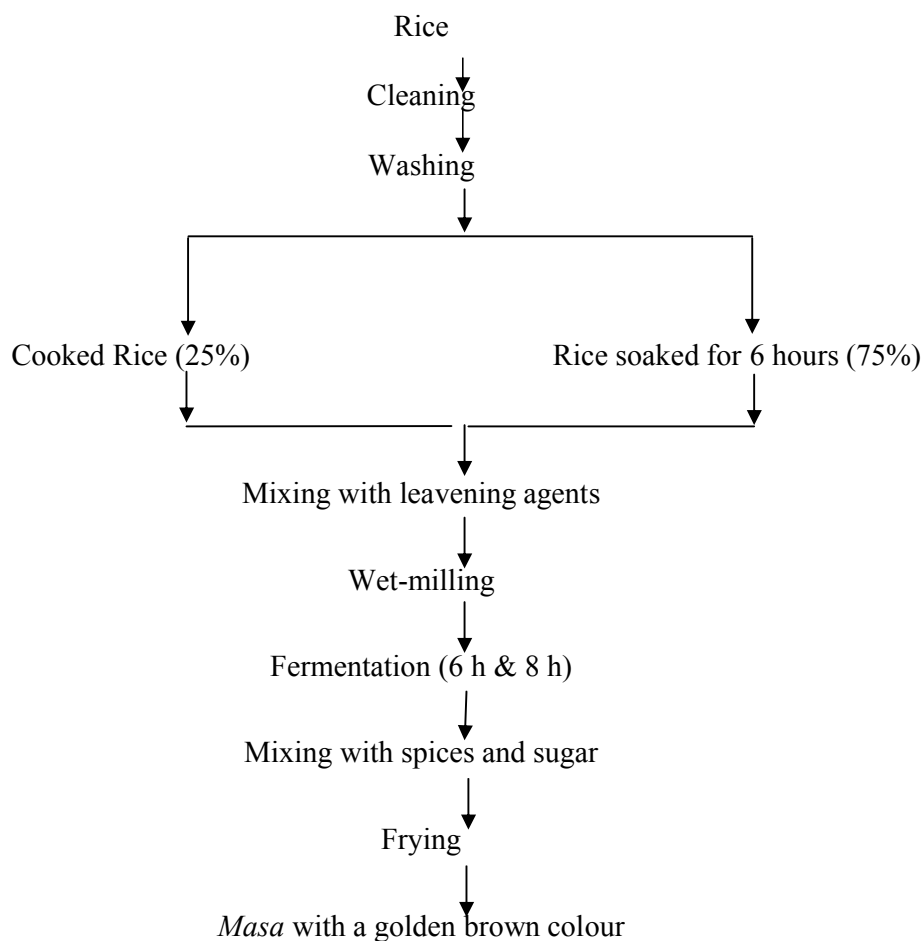 Rice
Cleaning
Washing
Cooked Rice (25%)
Rice soaked for 6 hours (75%)
Mixing with leavening agents
Wet-milling
Fermentation (6 h & 8 h)
Mixing with spices and sugar
Frying
Masa with a golden brown colour